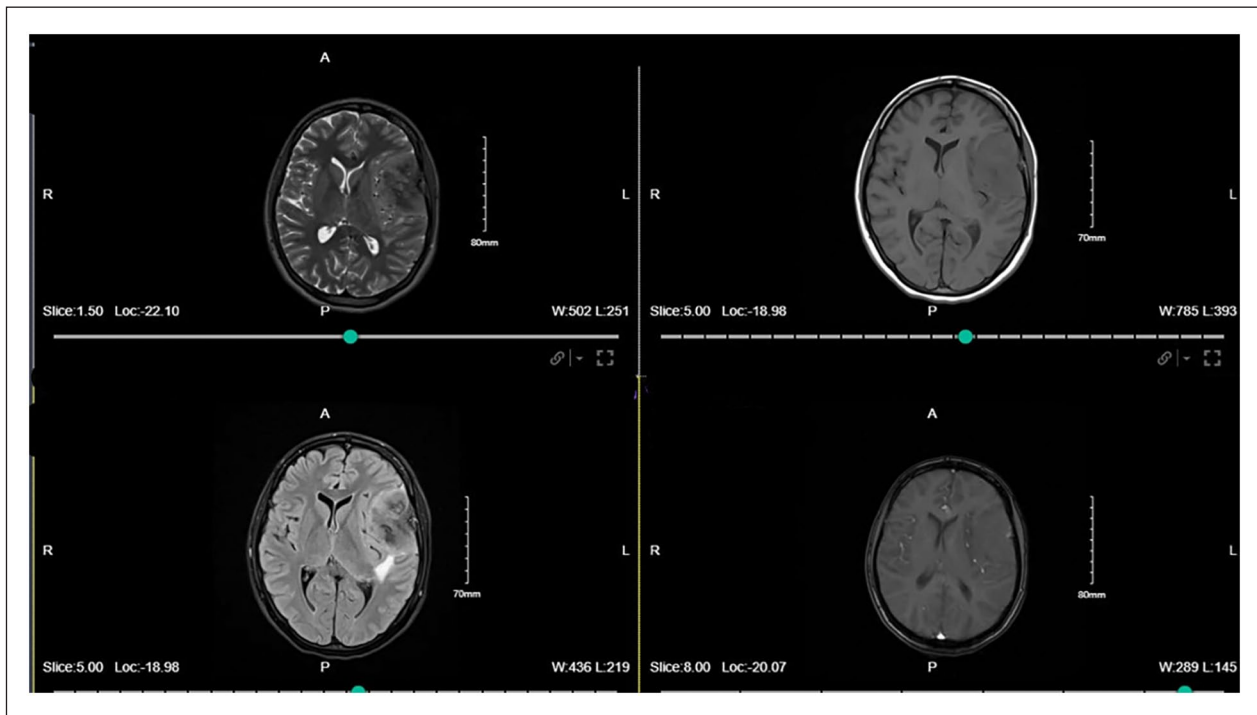 A
R
L
80mm
Slice:1.50 Loc:-22.10
P
W:502 L:251
R
L
70mm
Slice:5.00 Loc:-18.98
P
W:785 L:393
A
R
L
70mm
Slice:5.00 Loc:-18.98
P
W:436 L:219
A
R
L
80mm
Slice:8.00 Loc:-20.07
P
W:289 L:145